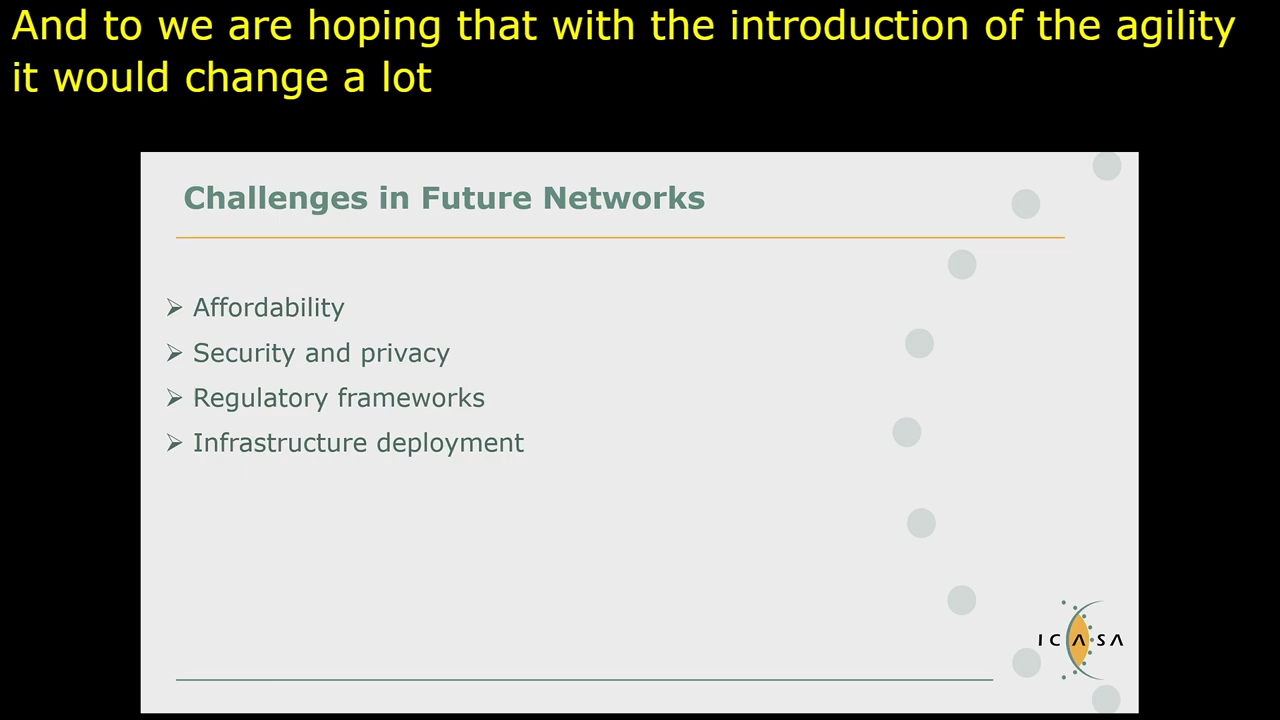 And to we are hoping that with the introduction of the agility
it would change a lot
Challenges in Future Networks
Affordability
Security and privacy
Regulatory frameworks
Infrastructure deployment
ICASA